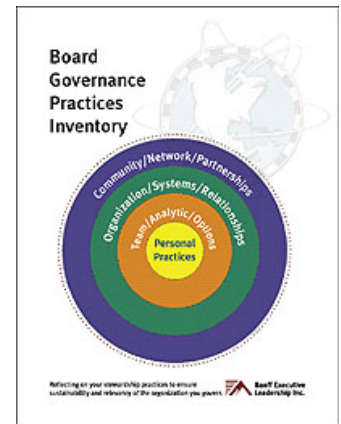 Board
Governance
Practices
Inventory
Community/Network/Partnerships
Organization/Systems/Relationships
Team/Analytic/Options
Personal
Practices
Reflecting on your stewardship practices to ensure
sustainability and relevancy of the organization you govern.
Banff Executive
Leadership Inc.